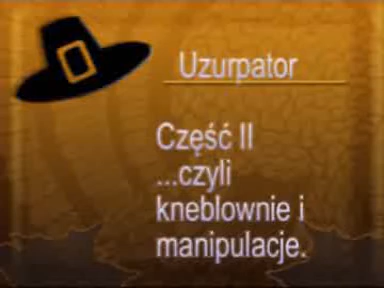 Uzurpator
Część II
...czyli
kneblownie i
manipulacje.